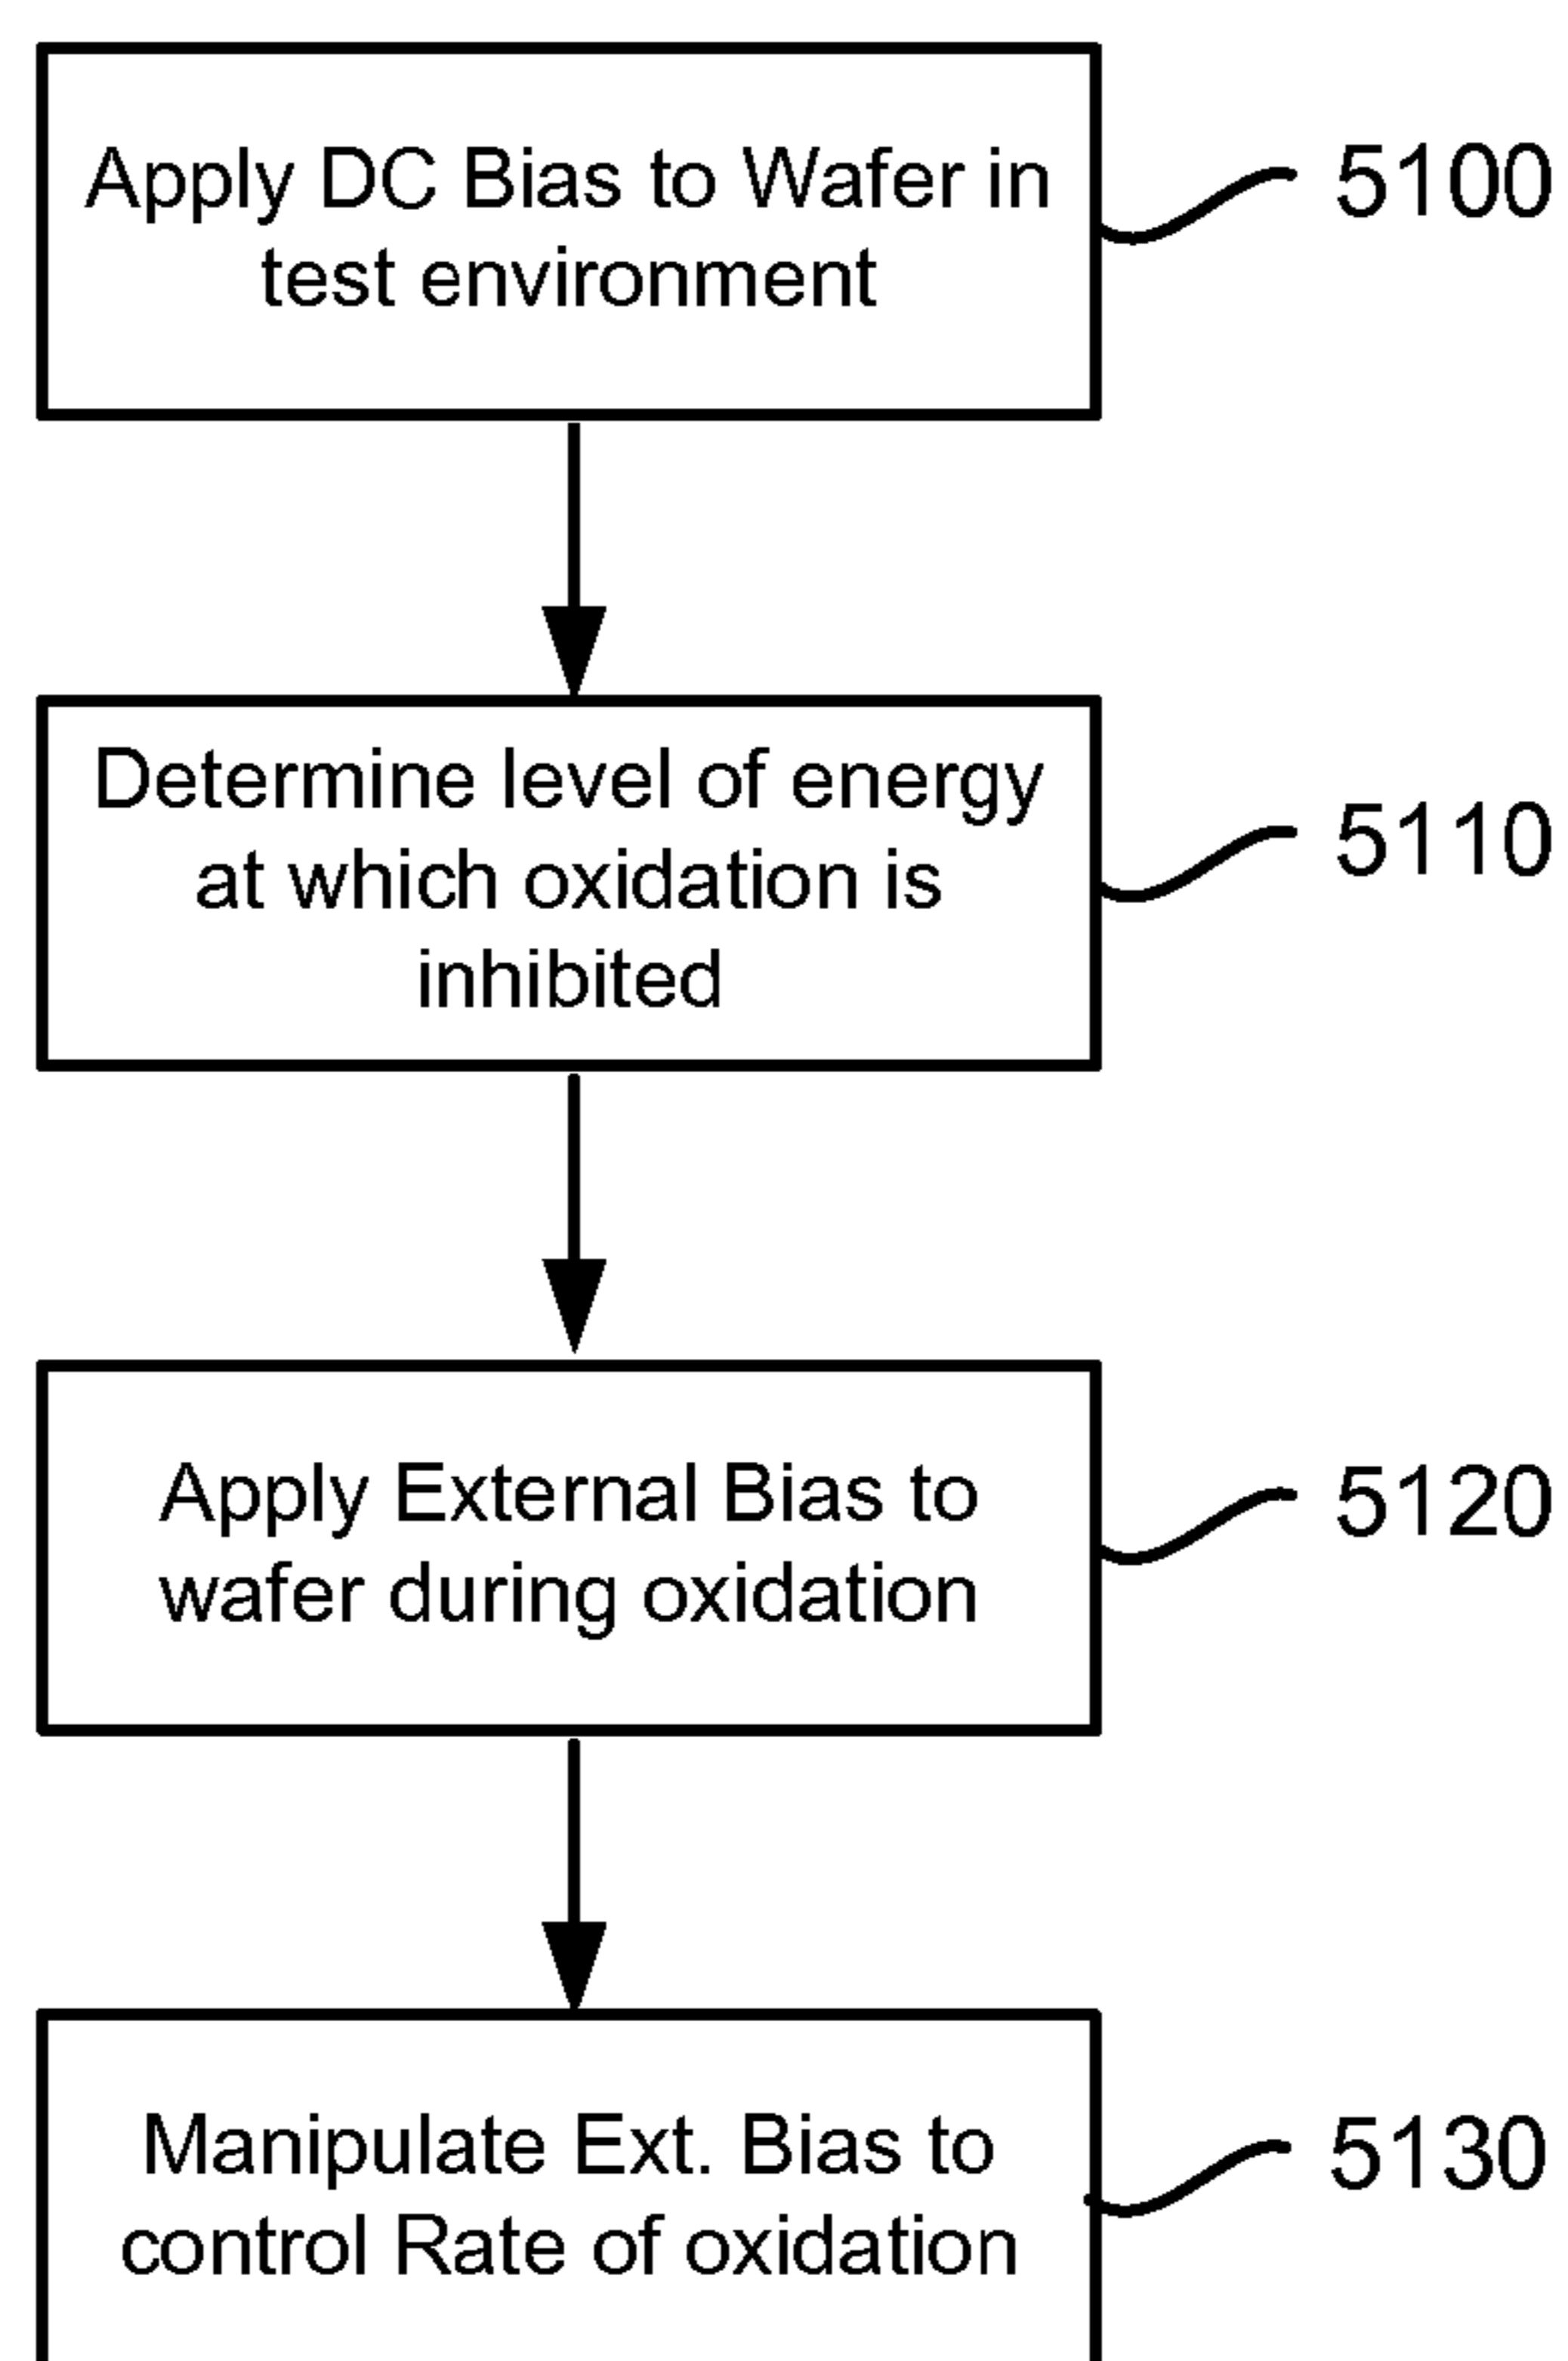 Apply DC Bias to Wafer in
test environment
5100
Determine level of energy
at which oxidation is
inhibited
5110
Apply External Bias to
wafer during oxidation
5120
Manipulate Ext. Bias to
control Rate of oxidation
5130